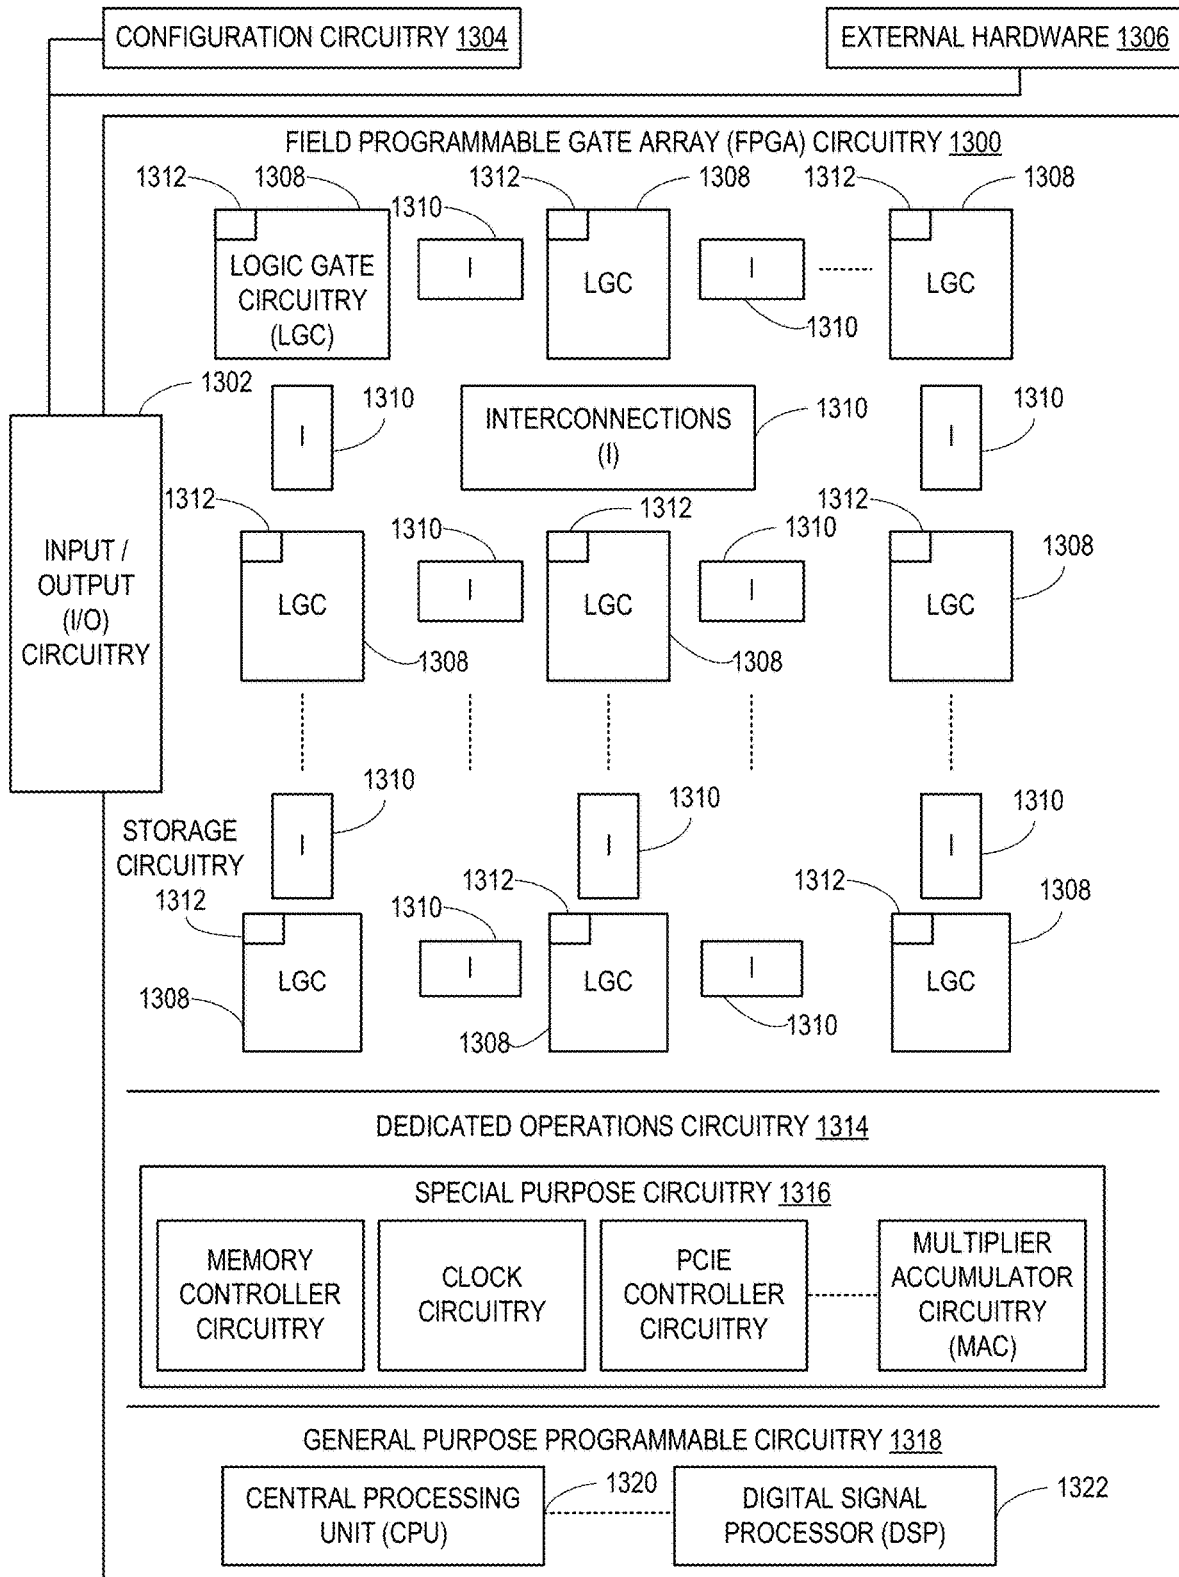 CONFIGURATION CIRCUITRY 1304
EXTERNAL HARDWARE 1306
FIELD PROGRAMMABLE GATE ARRAY (FPGA) CIRCUITRY 1300
1312
1308
1310
1312
1308
1312
1308
LOGIC GATE
CIRCUITRY
(LGC)
I
LGC
I
LGC
1310
1302
1310
INTERCONNECTIONS
(I)
1310
1310
I
I
1312
1312
1312
1310
1310
1308
INPUT /
OUTPUT
(I/O)
CIRCUITRY
LGC
I
LGC
I
LGC
1308
1308
1310
1310
1310
STORAGE
CIRCUITRY
I
I
I
1312
1310
1312
1312
1308
LGC
I
LGC
I
LGC
1308
1308
1310
DEDICATED OPERATIONS CIRCUITRY 1314
SPECIAL PURPOSE CIRCUITRY 1316
MEMORY
CONTROLLER
CIRCUITRY
CLOCK
CIRCUITRY
PCIE
CONTROLLER
CIRCUITRY
MULTIPLIER
ACCUMULATOR
CIRCUITRY
(MAC)
GENERAL PURPOSE PROGRAMMABLE CIRCUITRY 1318
CENTRAL PROCESSING
UNIT (CPU)
1320
DIGITAL SIGNAL
PROCESSOR (DSP)
1322